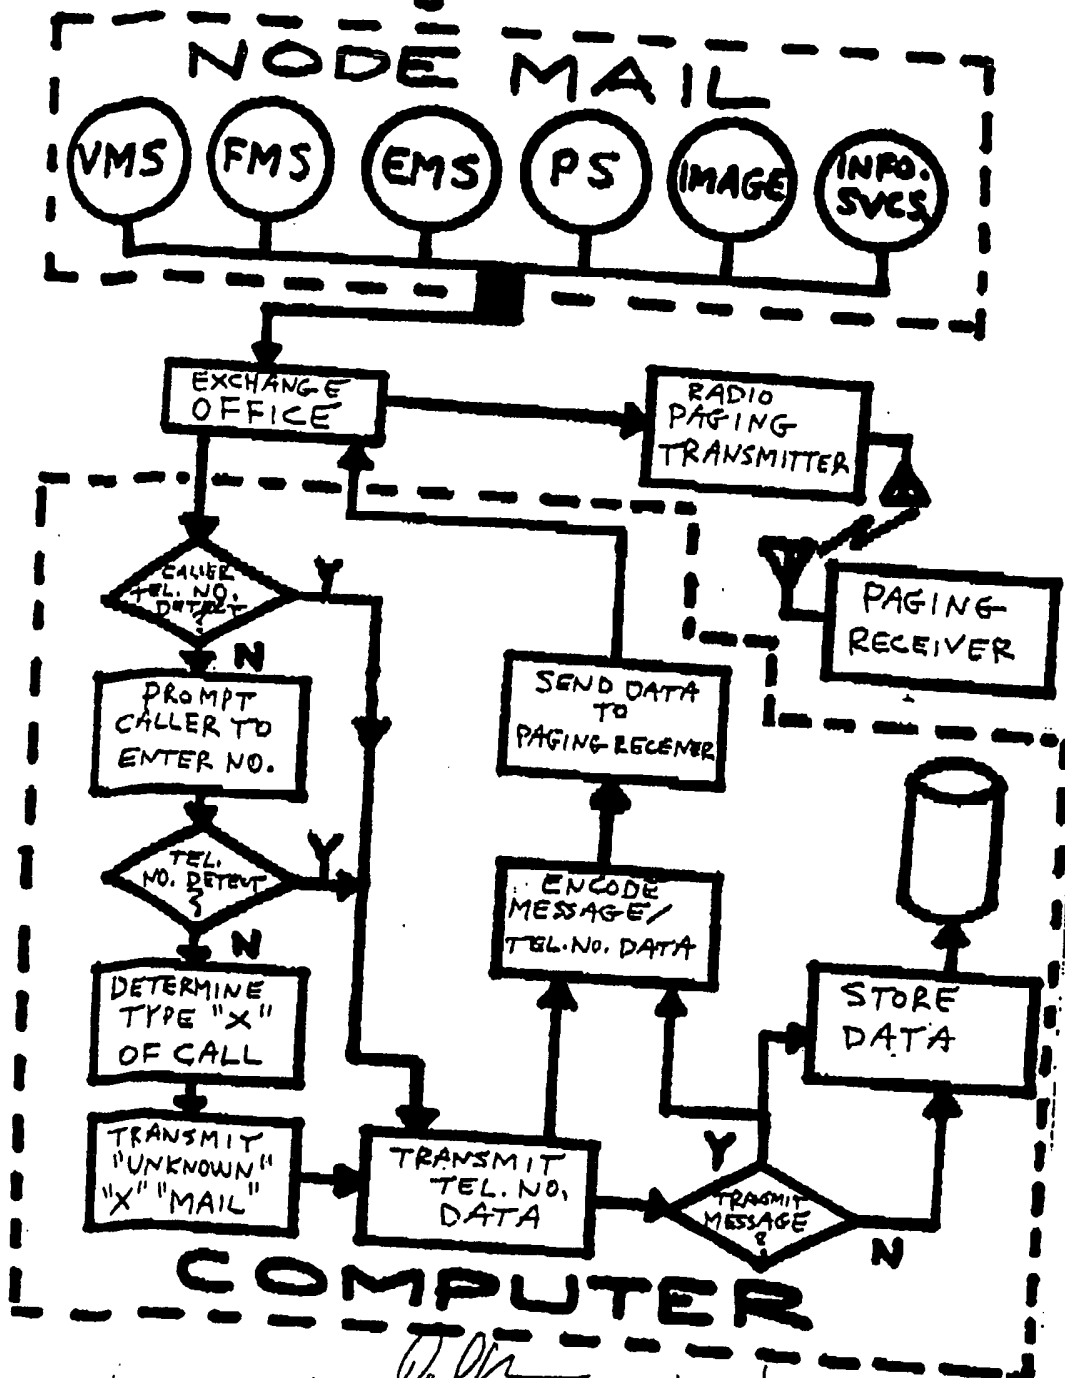 NODE MAIL
VMS
FMS
EMS
PS
IMAGE
INFO.
SVCS
EXCHANGE
OFFICE
RADIO
PAGING
TRANSMITTER
PAGING
RECEIVER
CALLER
TEL. NO.
DETECT
?
Y
N
PROMPT
CALLER TO
ENTER NO.
TEL.
NO. DETECT
?
Y
N
DETERMINE
TYPE "X"
OF CALL
TRANSMIT
"UNKNOWN"
"X" "MAIL"
TRANSMIT
TEL. NO.
DATA
SEND DATA
TO
PAGING RECEIVER
ENCODE
MESSAGE/
TEL. NO. DATA
STORE
DATA
TRANSMIT
MESSAGE
?
Y
N
COMPUTER